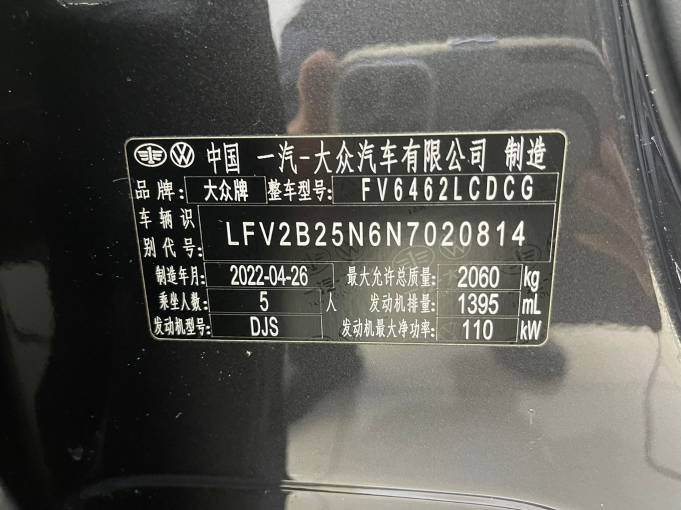 中国 一汽-大众汽车有限公司 制造
品牌: 大众牌 整车型号: FV6462LCDCG
车辆识别代号: LFV2B25N6N7020814
制造年月: 2022-04-26 最大允许总质量: 2060 kg
乘坐人数: 5 人 发动机排量: 1395 mL
发动机型号: DJS 发动机最大净功率: 110 kW